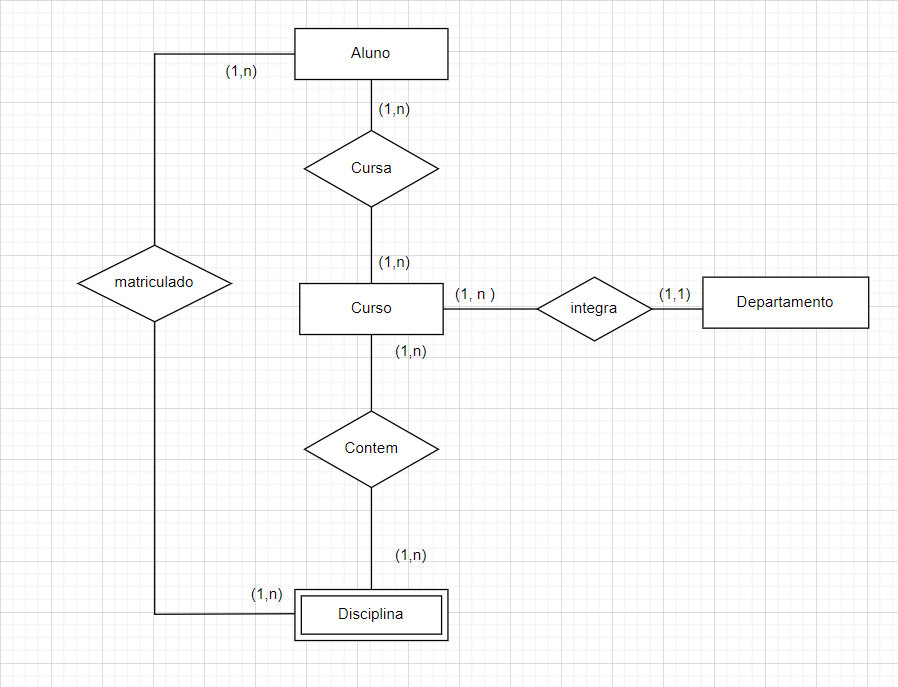 Aluno
(1,n)
(1,n)
Cursa
(1,n)
matriculado
Curso
(1, n )
integra
(1,1)
Departamento
(1,n)
Contem
(1,n)
(1,n)
Disciplina